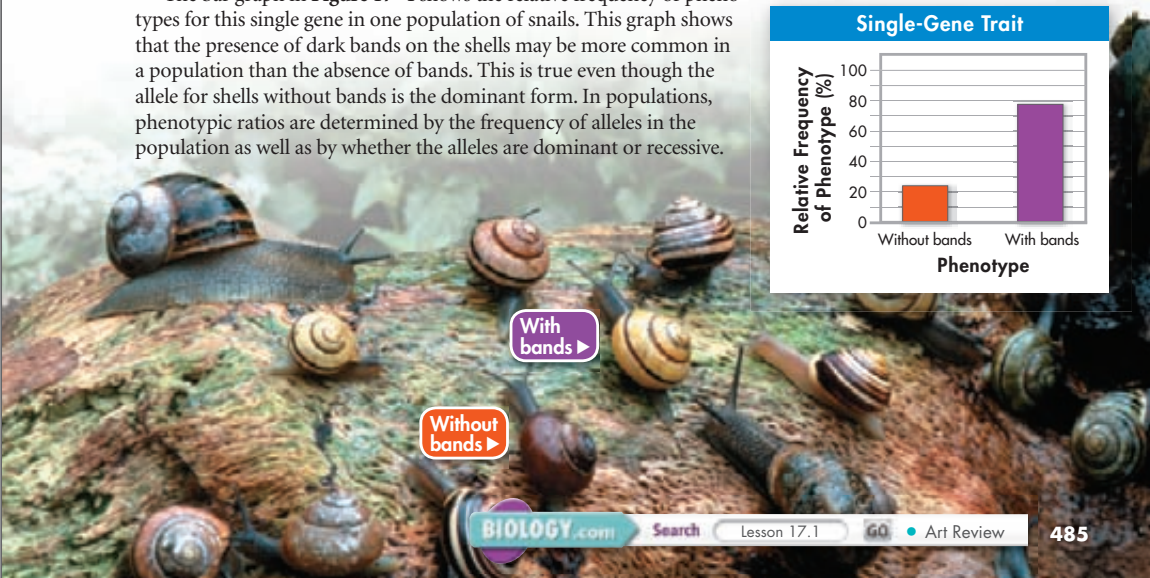 types for this single gene in one population of snails. This graph shows
that the presence of dark bands on the shells may be more common in
a population than the absence of bands. This is true even though the
allele for shells without bands is the dominant form. In populations,
phenotypic ratios are determined by the frequency of alleles in the
population as well as by whether the alleles are dominant or recessive.
Single-Gene Trait
Relative Frequency
of Phenotype (%)
100
80
60
40
20
0
Without bands With bands
Phenotype
With
bands ▶
Without
bands ▶
BIOLOGY.com Search Lesson 17.1 GO • Art Review 485